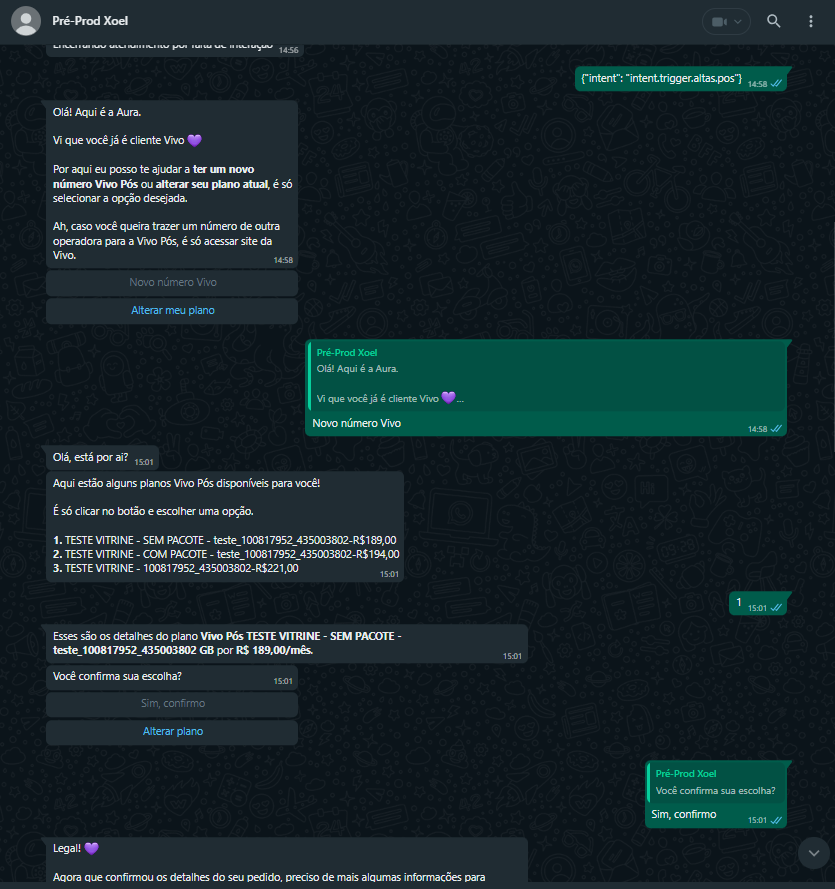 Pré-Prod Xoel
Encerrando atendimento por falta de interação 14:56
{"intent": "intent.trigger.altas.pos"} 14:58
Olá! Aqui é a Aura.
Vi que você já é cliente Vivo 💜
Por aqui eu posso te ajudar a ter um novo
número Vivo Pós ou alterar seu plano atual, é só
selecionar a opção desejada.
Ah, caso você queira trazer um número de outra
operadora para a Vivo Pós, é só acessar site da
Vivo. 14:58
Novo número Vivo
Alterar meu plano
Pré-Prod Xoel
Olá! Aqui é a Aura.
Vi que você já é cliente Vivo 💜...
Novo número Vivo 14:58
Olá, está por ai? 15:01
Aqui estão alguns planos Vivo Pós disponíveis para você!
É só clicar no botão e escolher uma opção.
1. TESTE VITRINE - SEM PACOTE - teste_100817952_435003802-R$189,00
2. TESTE VITRINE - COM PACOTE - teste_100817952_435003802-R$194,00
3. TESTE VITRINE - 100817952_435003802-R$221,00
15:01
1 15:01
Esses são os detalhes do plano Vivo Pós TESTE VITRINE - SEM PACOTE -
teste_100817952_435003802 GB por R$ 189,00/mês. 15:01
Você confirma sua escolha? 15:01
Sim, confirmo
Alterar plano
Pré-Prod Xoel
Você confirma sua escolha?
Sim, confirmo 15:01
Legal! 💜
Agora que confirmou os detalhes do seu pedido, preciso de mais algumas informações para